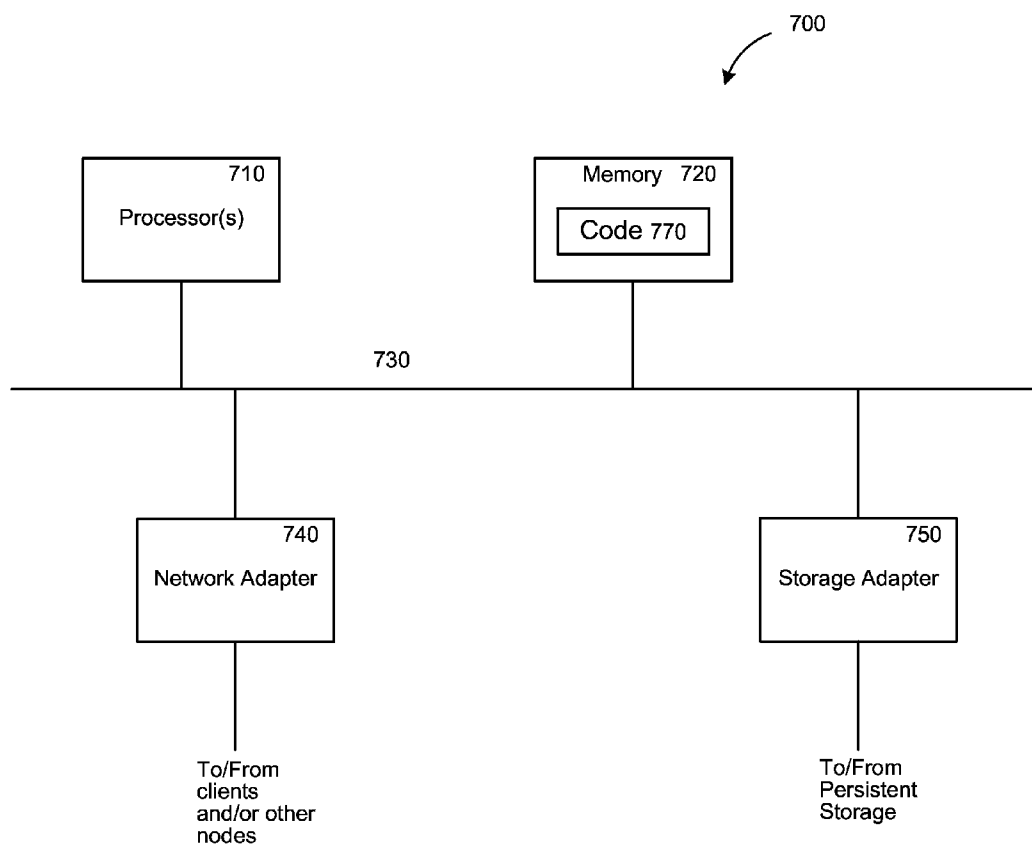 700
710
Processor(s)
Memory 720
Code 770
730
740
Network Adapter
750
Storage Adapter
To/From
clients
and/or other
nodes
To/From
Persistent
Storage